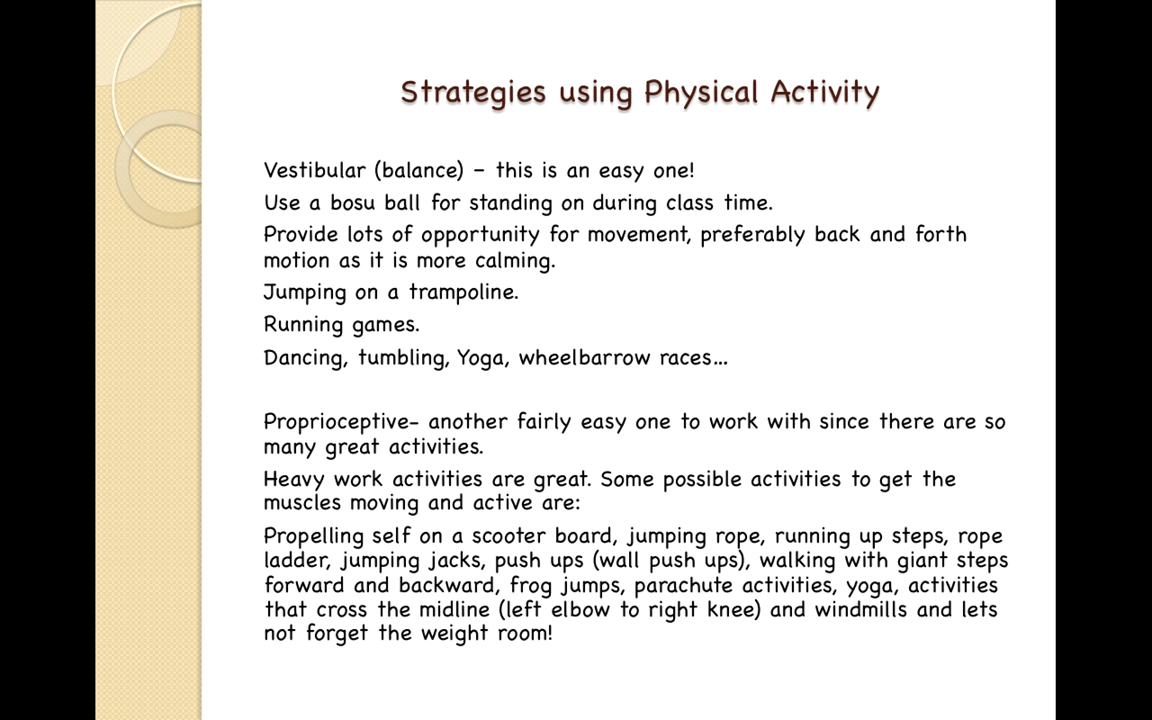 Strategies using Physical Activity
Vestibular (balance) – this is an easy one!
Use a bosu ball for standing on during class time.
Provide lots of opportunity for movement, preferably back and forth
motion as it is more calming.
Jumping on a trampoline.
Running games.
Dancing, tumbling, Yoga, wheelbarrow races…
Proprioceptive- another fairly easy one to work with since there are so
many great activities.
Heavy work activities are great. Some possible activities to get the
muscles moving and active are:
Propelling self on a scooter board, jumping rope, running up steps, rope
ladder, jumping jacks, push ups (wall push ups), walking with giant steps
forward and backward, frog jumps, parachute activities, yoga, activities
that cross the midline (left elbow to right knee) and windmills and lets
not forget the weight room!